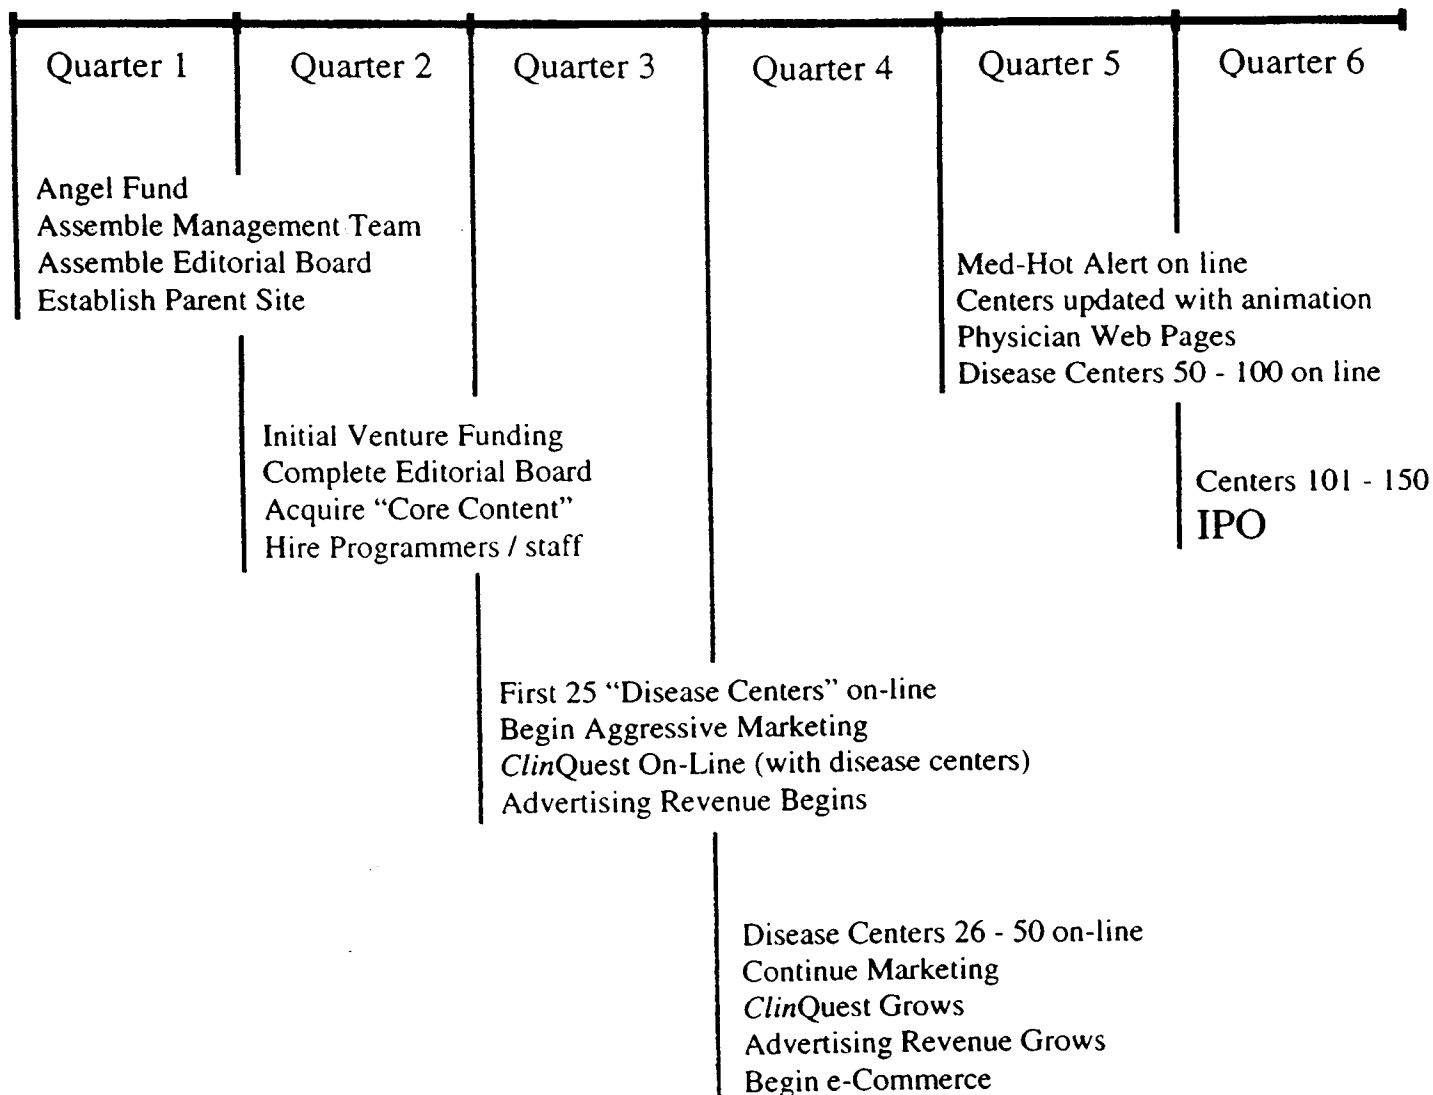 Quarter 1
Quarter 2
Quarter 3
Quarter 4
Quarter 5
Quarter 6
Angel Fund
Assemble Management Team
Assemble Editorial Board
Establish Parent Site
Initial Venture Funding
Complete Editorial Board
Acquire “Core Content”
Hire Programmers / staff
First 25 “Disease Centers” on-line
Begin Aggressive Marketing
ClinQuest On-Line (with disease centers)
Advertising Revenue Begins
Disease Centers 26 - 50 on-line
Continue Marketing
ClinQuest Grows
Advertising Revenue Grows
Begin e-Commerce
Med-Hot Alert on line
Centers updated with animation
Physician Web Pages
Disease Centers 50 - 100 on line
Centers 101 - 150
IPO